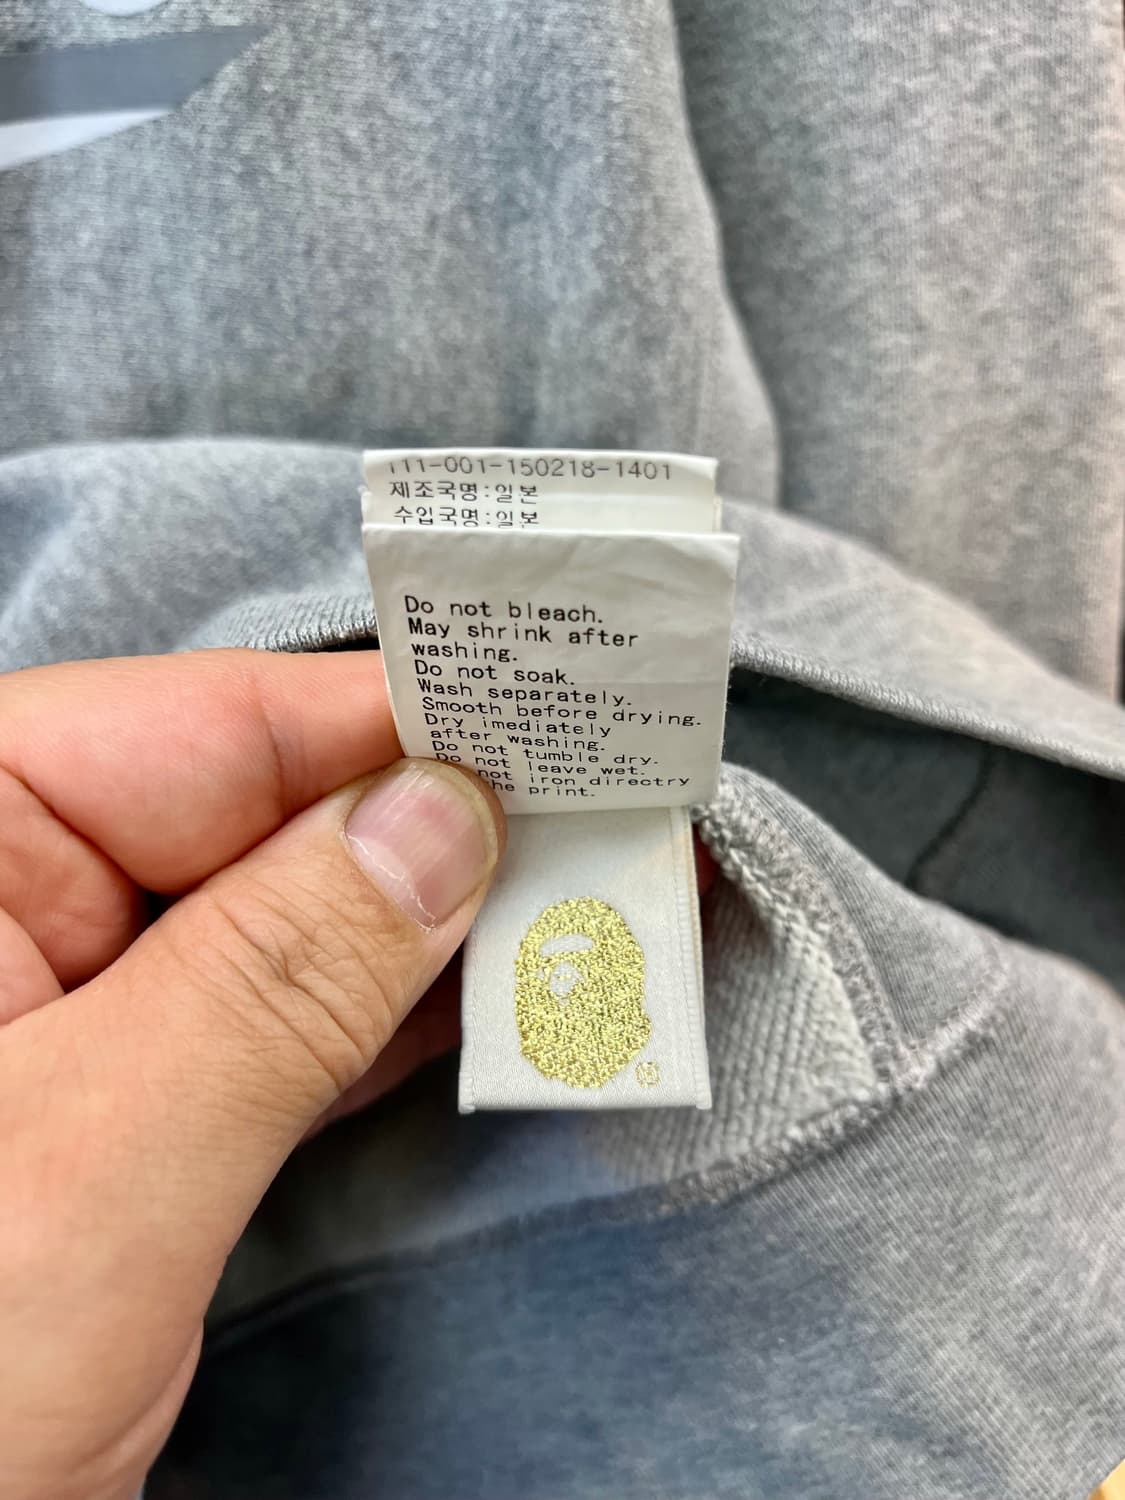 111-001-150218-1401
제조국명:일본
수입국명:일본
Do not bleach.
May shrink after
washing.
Do not soak.
Wash separately.
Smooth before drying.
Dry imediately
after washing.
Do not tumble dry.
Do not leave wet.
not iron directry
the print.
®